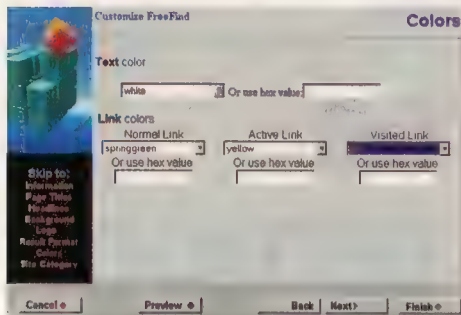 Customize FreeFind
Colors
Text color
white
Or use hex value:
Link colors
Normal Link Active Link Visited Link
springgreen yellow
Or use hex value Or use hex value Or use hex value
Skip to:
Information
Page Titles
Headlines
Background
Logo
Result Format
Colors
Site Category
Cancel Preview Back Next> Finish